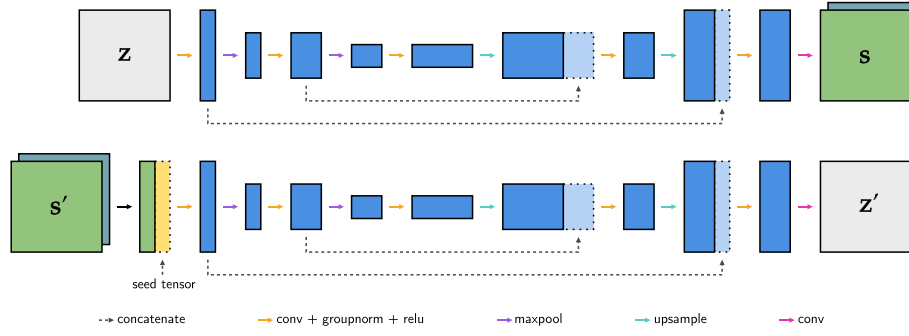 z
s
s′
z′
seed tensor
concatenate conv + groupnorm + relu maxpool upsample conv